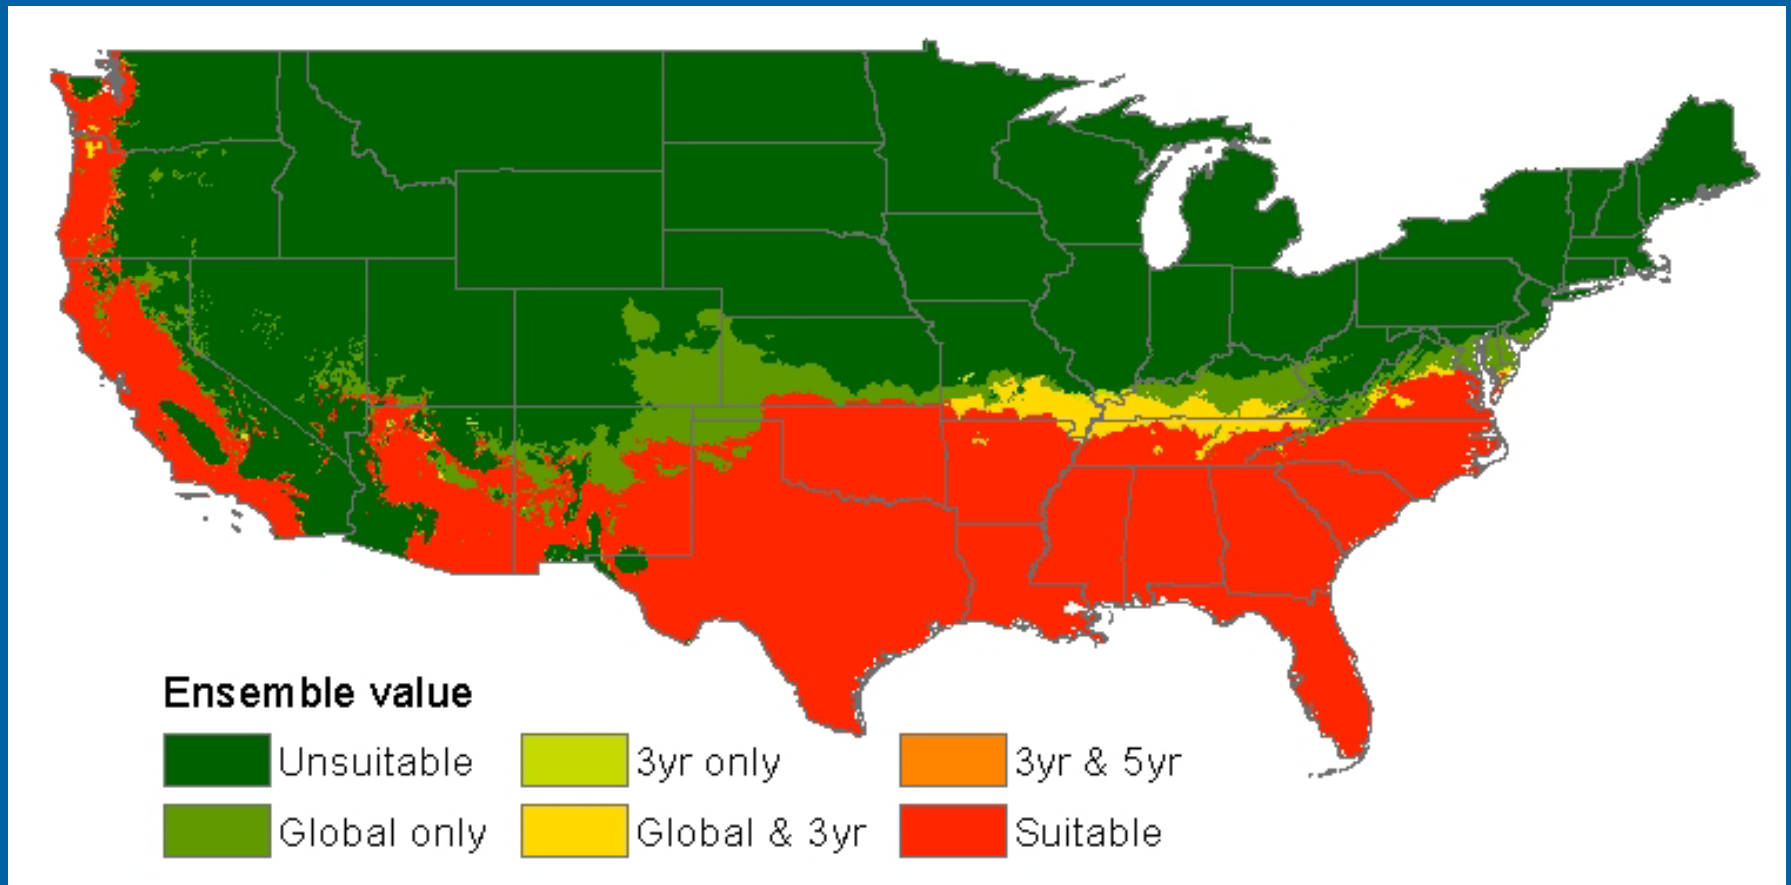 Ensemble value
Unsuitable
3yr only
3yr & 5yr
Global only
Global & 3yr
Suitable